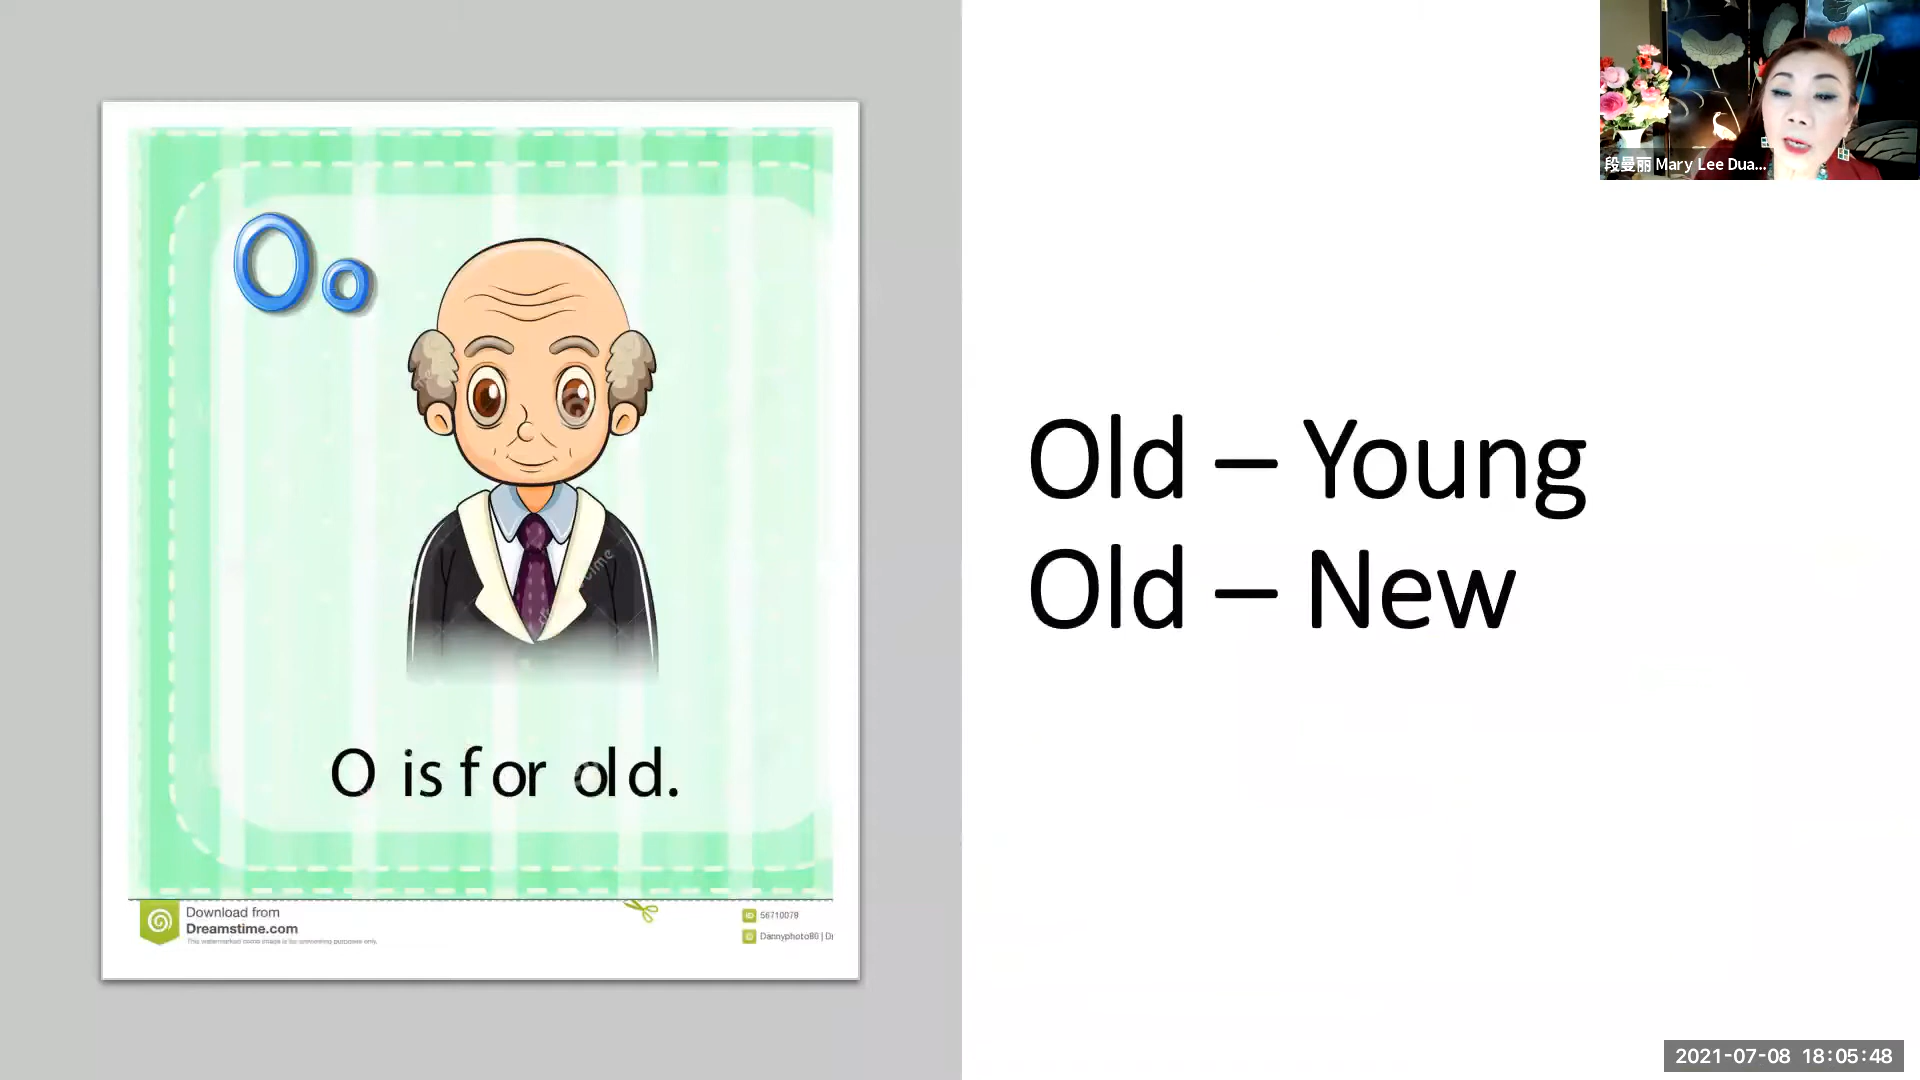 Oo
O is for old.
Download from
Dreamstime.com
This watermarked comp image is for previewing purposes only.
ID 56710079
Dannyphoto80 | Dr
Old – Young
Old – New
段曼丽 Mary Lee Dua...
2021-07-08 18:05:48